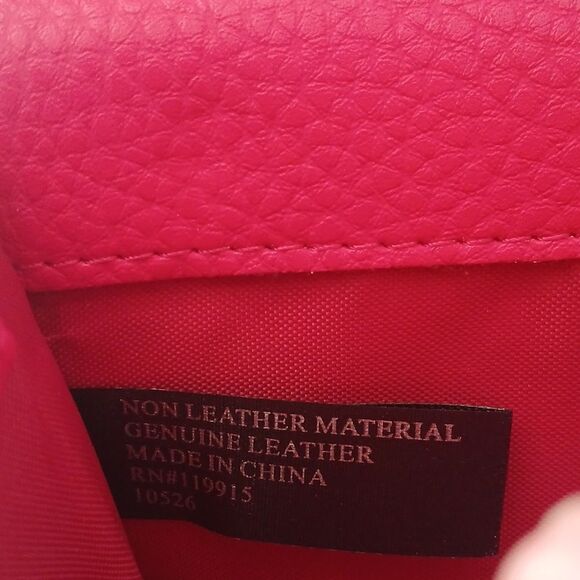 NON LEATHER MATERIAL
GENUINE LEATHER
MADE IN CHINA
RN#119915
10526